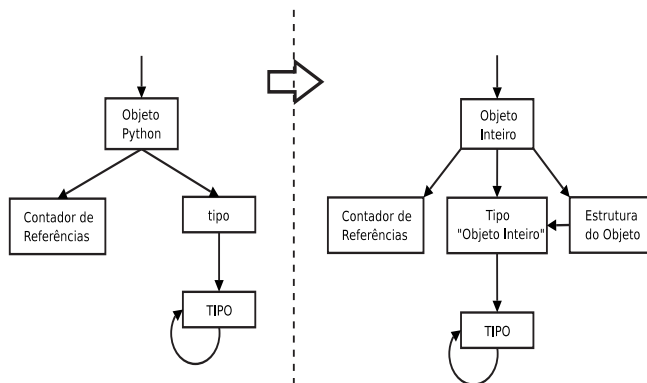 Objeto
Python
Contador de
Referências
tipo
TIPO
Objeto
Inteiro
Contador de
Referências
Tipo
"Objeto Inteiro"
Estrutura
do Objeto
TIPO